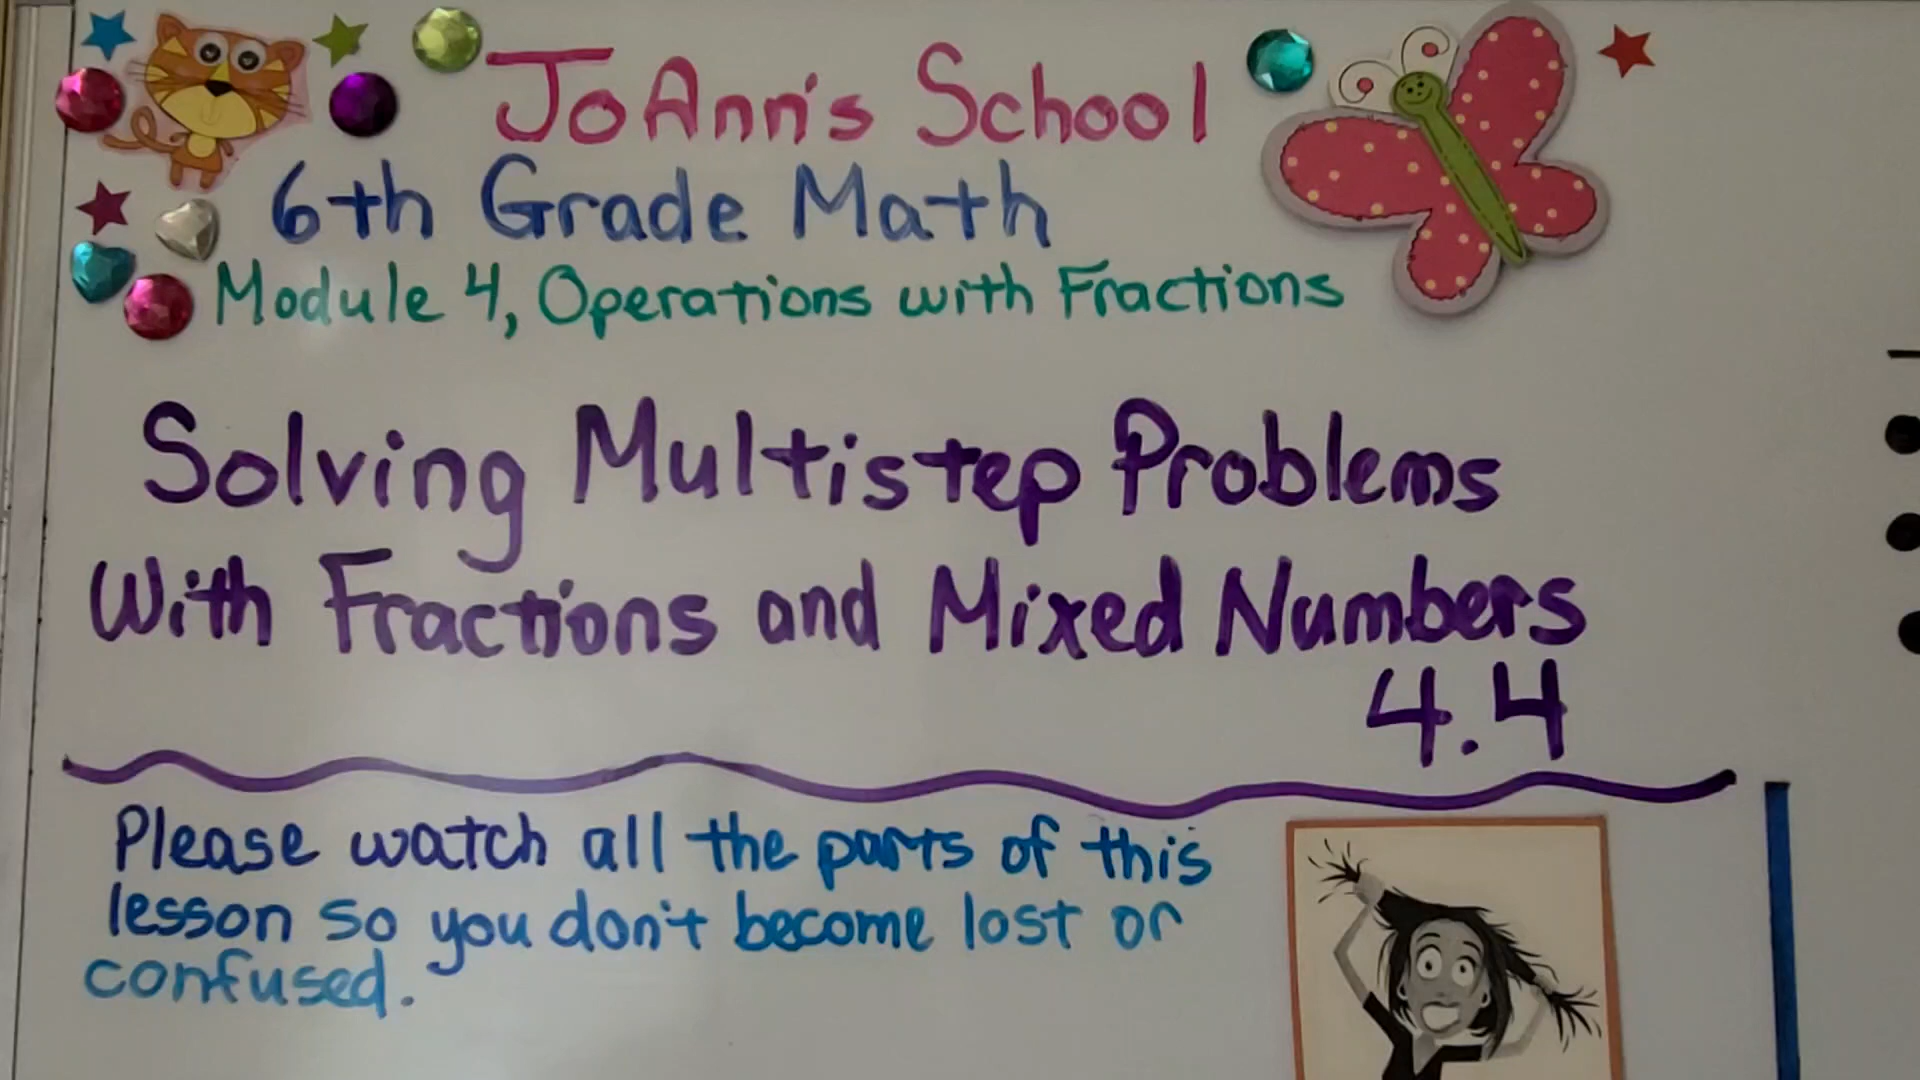 JoAnn's School
6th Grade Math
Module 4, Operations with Fractions
Solving Multistep Problems
With Fractions and Mixed Numbers
4.4
Please watch all the parts of this
lesson so you don't become lost or
confused.